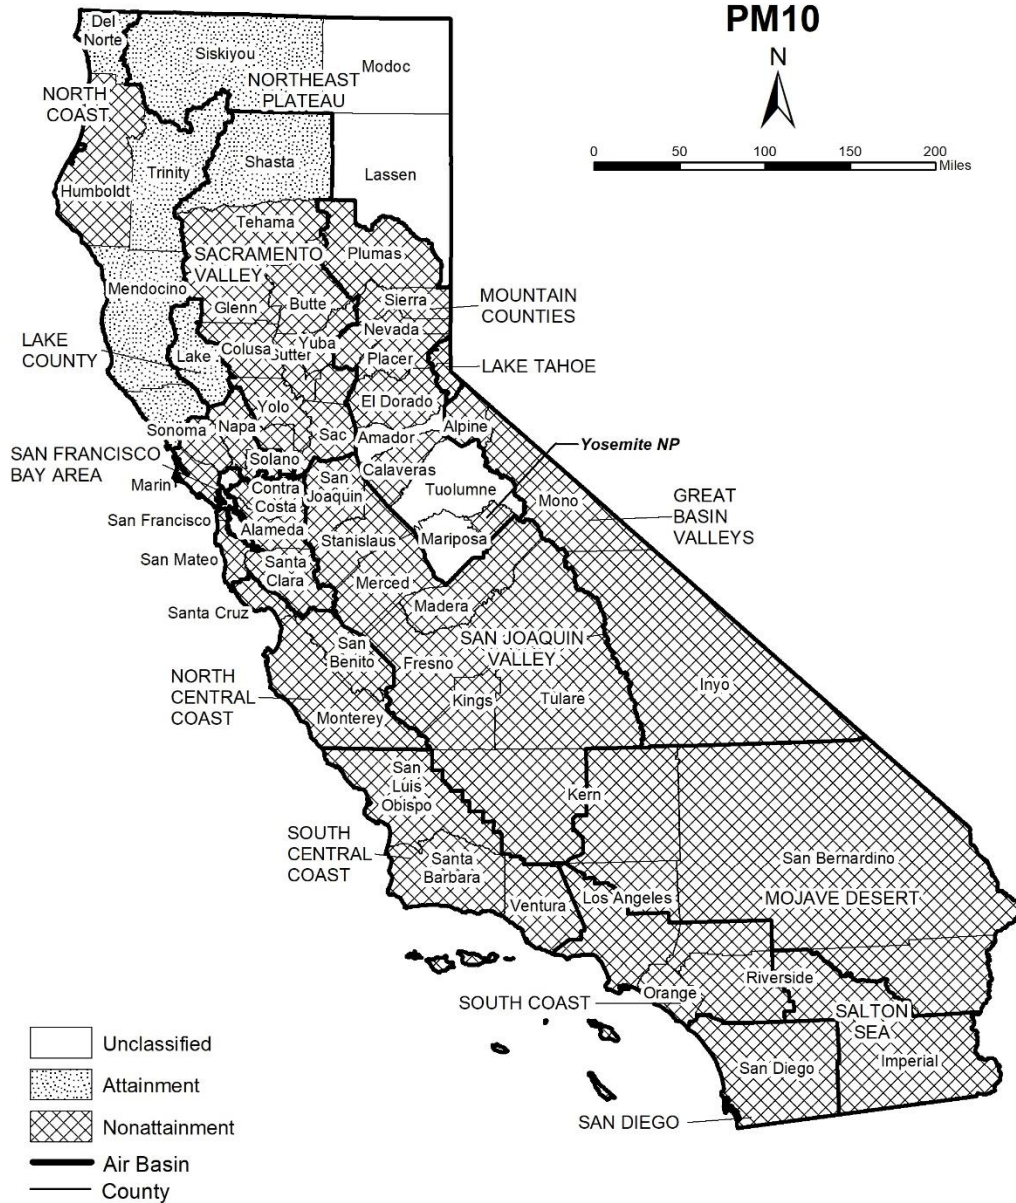 PM10
N
0 50 100 150 200
Miles
Del
Norte
Siskiyou
Modoc
NORTHEAST
PLATEAU
NORTH
COAST
Shasta
Trinity
Lassen
Humboldt
Tehama
SACRAMENTO
VALLEY
Plumas
Mendocino
Glenn
Butte
Sierra
MOUNTAIN
COUNTIES
Nevada
LAKE
COUNTY
Lake
Colusa
Sutter
Yuba
Placer
LAKE TAHOE
El Dorado
Yolo
Napa
Sonoma
Sac
Amador
Alpine
Yosemite NP
SAN FRANCISCO
BAY AREA
Solano
Calaveras
Marin
Contra
Costa
San
Joaquin
Tuolumne
Mono
GREAT
BASIN
VALLEYS
San Francisco
Alameda
Stanislaus
Mariposa
San Mateo
Santa
Clara
Merced
Santa Cruz
Madera
SAN JOAQUIN
VALLEY
San
Benito
Fresno
NORTH
CENTRAL
COAST
Monterey
Kings
Tulare
Inyo
San
Luis
Obispo
Kern
SOUTH
CENTRAL
COAST
Santa
Barbara
San Bernardino
Ventura
Los Angeles
MOJAVE DESERT
Riverside
Orange
SOUTH COAST
SALTON
SEA
San Diego
Imperial
SAN DIEGO
Unclassified
Attainment
Nonattainment
Air Basin
County